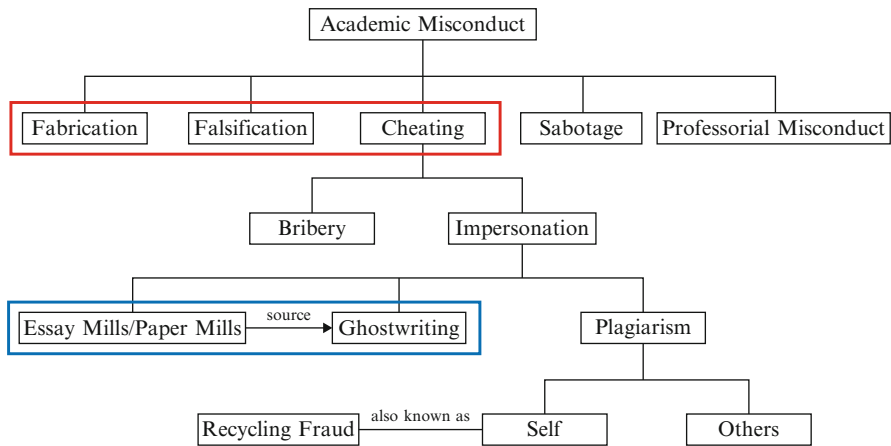 Academic Misconduct
Fabrication
Falsification
Cheating
Sabotage
Professorial Misconduct
Bribery
Impersonation
Essay Mills/Paper Mills
source
Ghostwriting
Plagiarism
Recycling Fraud
also known as
Self
Others